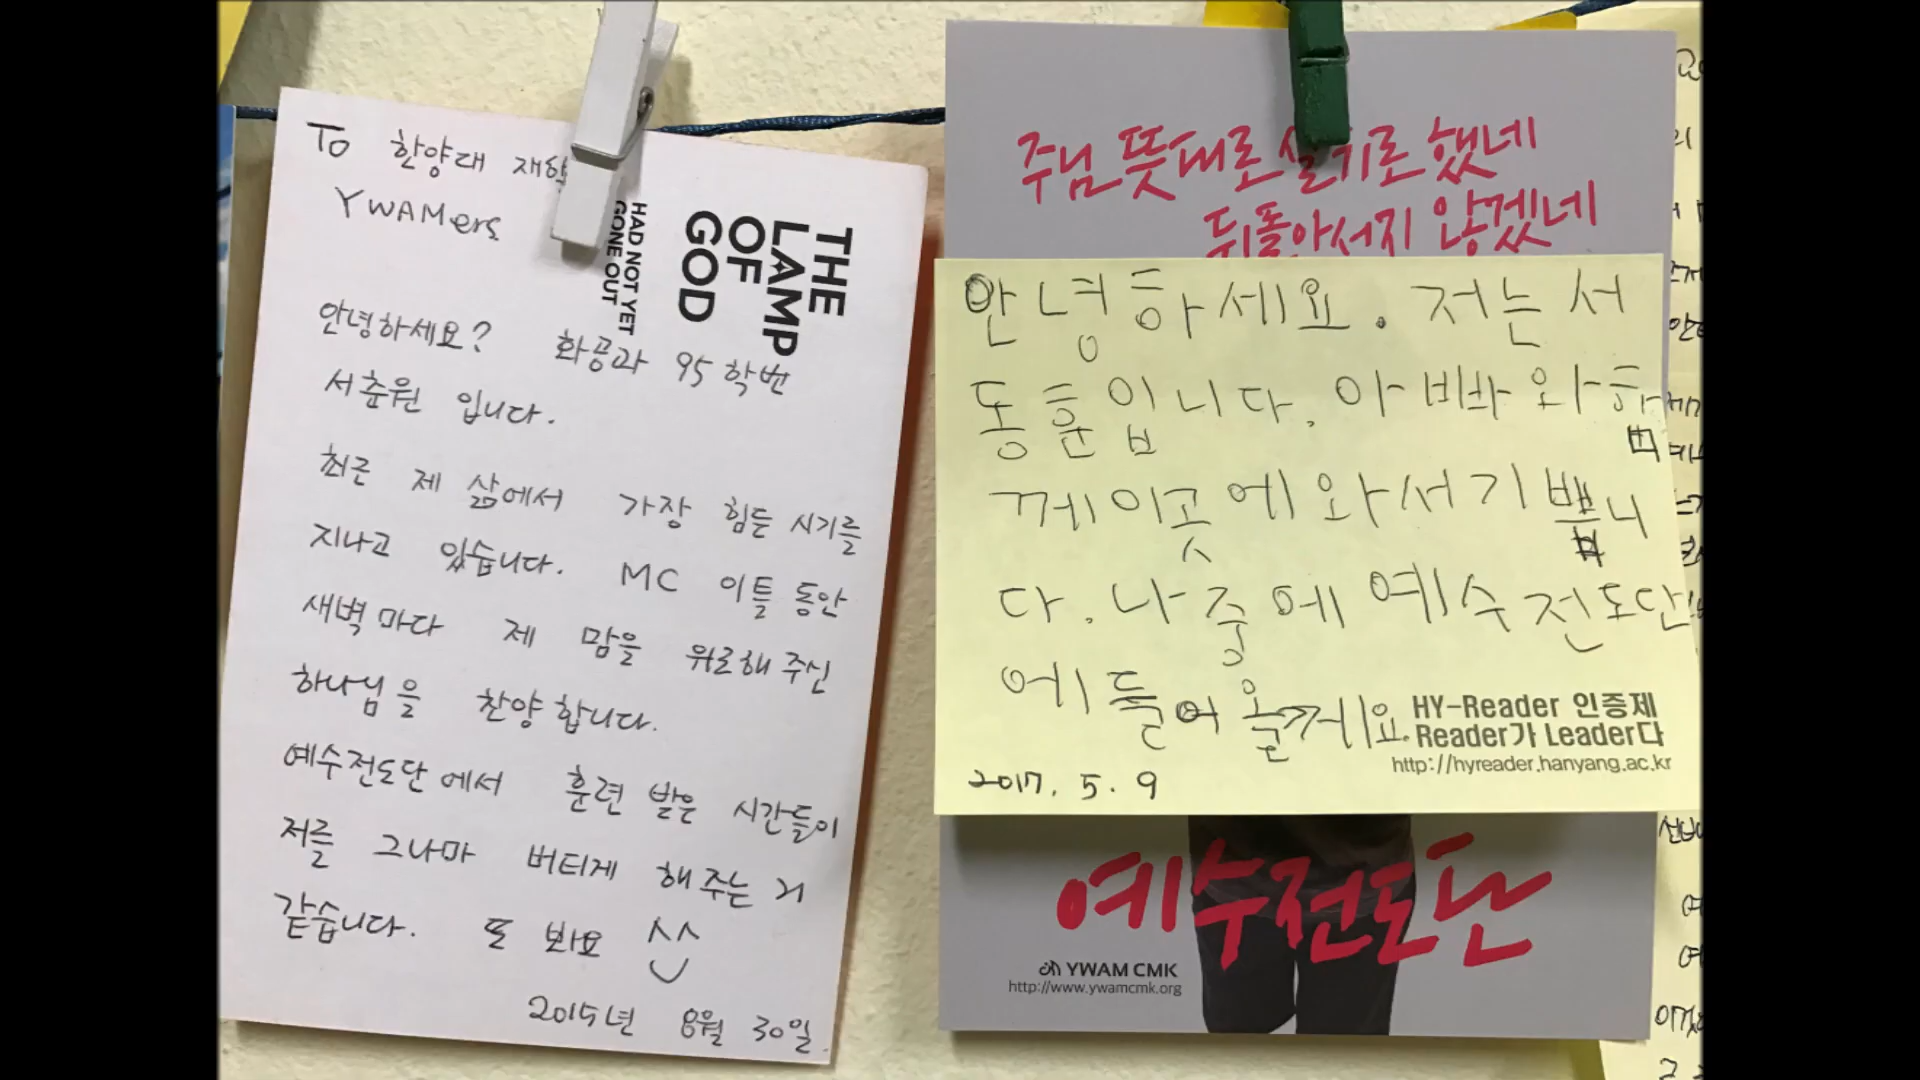 To 한양대 재학
YWAMers
THE
LAMP
OF
GOD
HAD NOT YET
GONE OUT
안녕하세요? 화공과 95학번
서춘원 입니다.
최근 제 삶에서 가장 힘든 시기를
지나고 있습니다. MC 이틀 동안
새벽마다 제 맘을 위로해 주신
하나님을 찬양합니다.
예수전도단에서 훈련 받은 시간들이
저를 그나마 버티게 해 주는 거
같습니다. 또 봐요 ^^
2015년 8월 30일.
주님 뜻대로 살기로 했네
뒤돌아서지 않겠네
안녕하세요. 저는 서
동훈입니다. 아빠와 함
께 이곳에 와서 기쁩니
다. 나중에 예수전도단
에 들어올게요.
HY-Reader 인증제
Reader가 Leader다
http://hyreader.hanyang.ac.kr
2017. 5. 9
예수전도단
YWAM CMK
http://www.ywamcmk.org